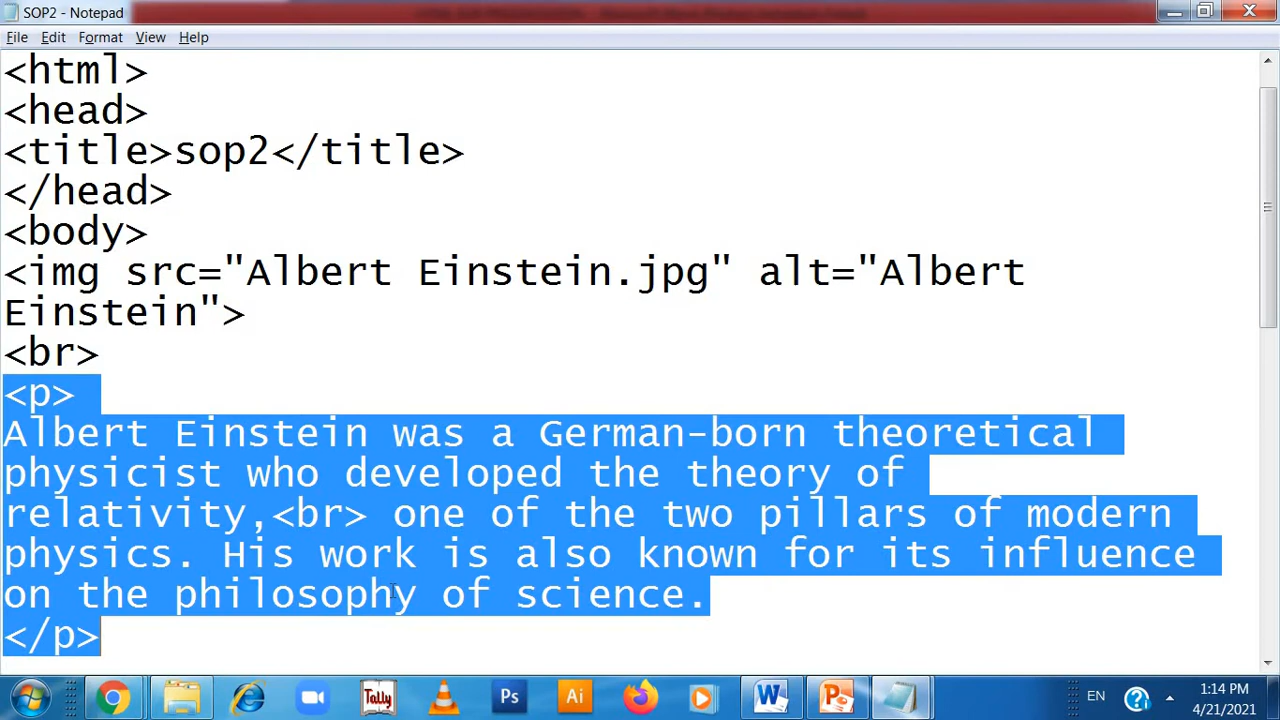 SOP2 - Notepad
File Edit Format View Help
<html>
<head>
<title>sop2</title>
</head>
<body>
<img src="Albert Einstein.jpg" alt="Albert
Einstein">
<br>
<p>
Albert Einstein was a German-born theoretical
physicist who developed the theory of
relativity,<br> one of the two pillars of modern
physics. His work is also known for its influence
on the philosophy of science.
</p>
Tally
Ps
Ai
W
P
EN
1:14 PM
4/21/2021